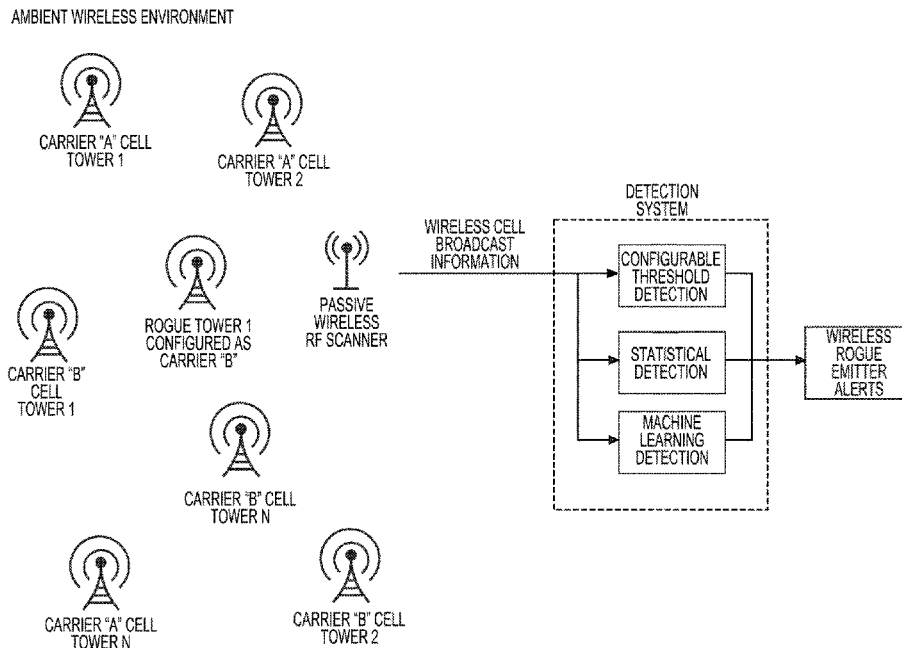 AMBIENT WIRELESS ENVIRONMENT
CARRIER "A" CELL
TOWER 1
CARRIER "A" CELL
TOWER 2
DETECTION
SYSTEM
WIRELESS CELL
BROADCAST
INFORMATION
CONFIGURABLE
THRESHOLD
DETECTION
PASSIVE
WIRELESS
RF SCANNER
ROGUE TOWER 1
CONFIGURED AS
CARRIER "B"
CARRIER "B"
CELL
TOWER 1
STATISTICAL
DETECTION
WIRELESS
ROGUE
EMITTER
ALERTS
MACHINE
LEARNING
DETECTION
CARRIER "B" CELL
TOWER N
CARRIER "A" CELL
TOWER N
CARRIER "B" CELL
TOWER 2